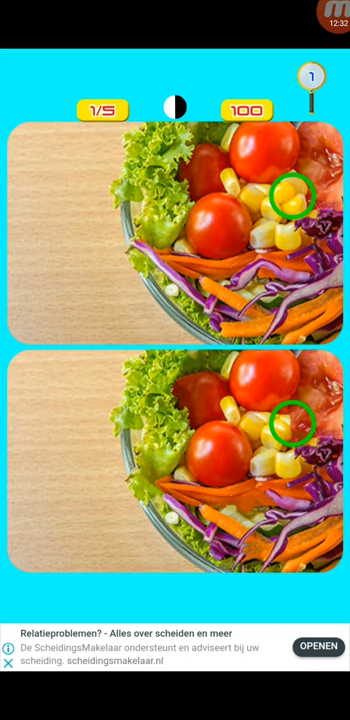 12:32
1
1/5
100
Relatieproblemen? - Alles over scheiden en meer
De ScheidingsMakelaar ondersteunt en adviseert bij uw
scheiding. scheidingsmakelaar.nl
OPENEN